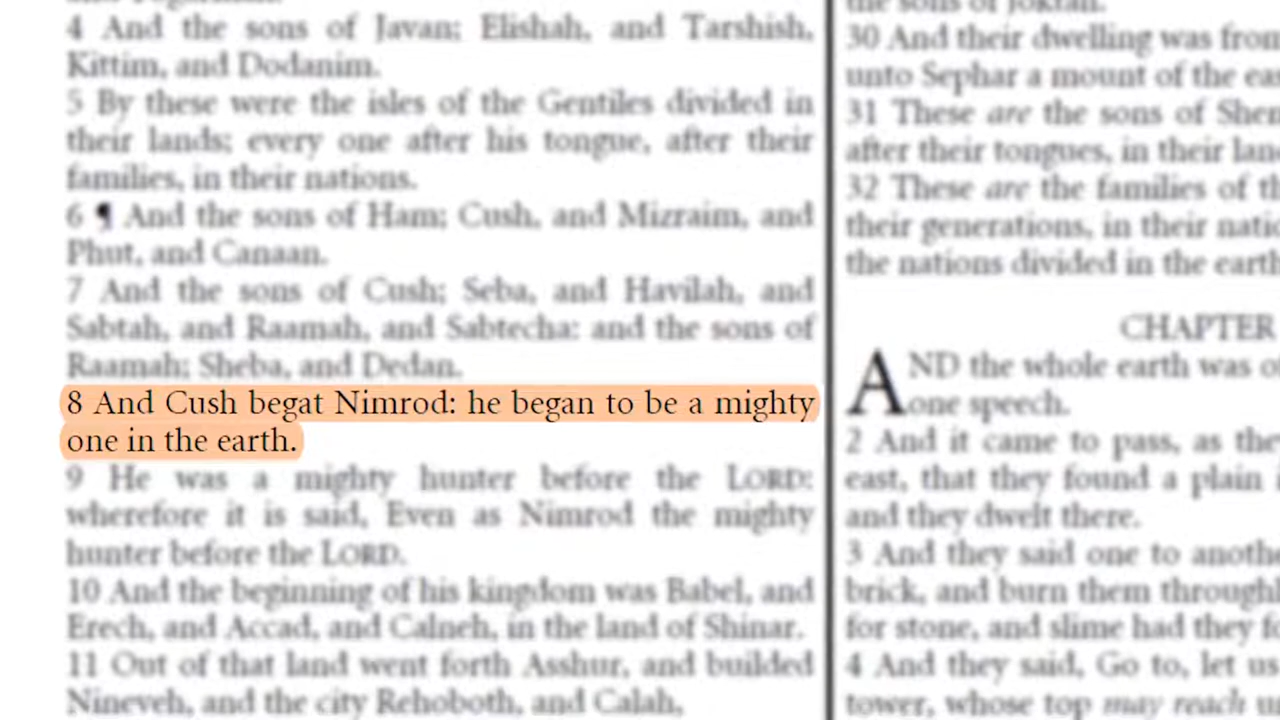 4 And the sons of Javan; Elishah, and Tarshish,
Kittim, and Dodanim.
5 By these were the isles of the Gentiles divided in
their lands; every one after his tongue, after their
families, in their nations.
6 ¶ And the sons of Ham; Cush, and Mizraim, and
Phut, and Canaan.
7 And the sons of Cush; Seba, and Havilah, and
Sabtah, and Raamah, and Sabtecha: and the sons of
Raamah; Sheba, and Dedan.
8 And Cush begat Nimrod: he began to be a mighty
one in the earth.
9 He was a mighty hunter before the LORD:
wherefore it is said, Even as Nimrod the mighty
hunter before the LORD.
10 And the beginning of his kingdom was Babel, and
Erech, and Accad, and Calneh, in the land of Shinar.
11 Out of that land went forth Asshur, and builded
Nineveh, and the city Rehoboth, and Calah,
the sons of Joktan.
30 And their dwelling was from
unto Sephar a mount of the
31 These are the sons of
after their tongues, in their
32 These are the families of
their generations, in their
the nations divided in the earth
CHAPTER
AND the whole earth was
one speech.
2 And it came to pass, as
east, that they found a plain
and they dwelt there.
3 And they said one to
brick, and burn them
for stone, and slime had they
4 And they said, Go to, let us
tower, whose top may reach